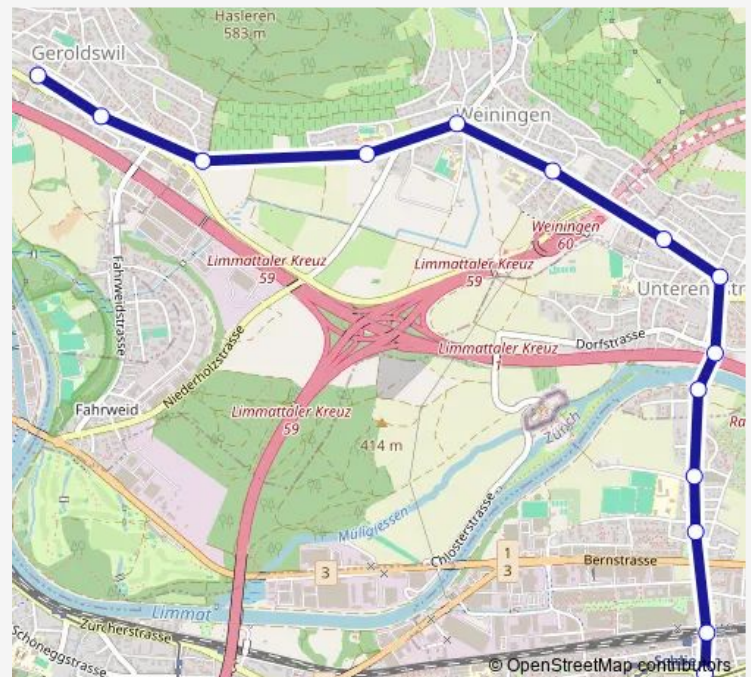 Hasleren
583 m
Geroldswil
Weiningen
Weiningen
60
Limmattaler Kreuz
59
Limmattaler Kreuz
59
Fahrweidstrasse
Dorfstrasse
Limmattaler Kreuz
1
Niederholzstrasse
Fahrweid
Limmattaler Kreuz
59
414 m
Zürich
Müligiessen
Chlosterstrasse
1
3
3
Bernstrasse
Limmat
Zürcherstrasse
Schöneggstrasse
© OpenStreetMap contributors